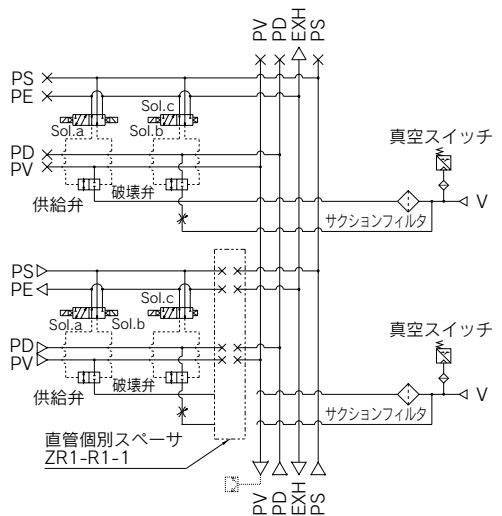 PV
PD
EXH
PS
PS
PE
Sol.a
Sol.b
Sol.c
PD
PV
供給弁
破壊弁
真空スイッチ
サクションフィルタ
V
PS
PE
Sol.a
Sol.b
Sol.c
PD
PV
供給弁
破壊弁
真空スイッチ
サクションフィルタ
V
直管個別スペーサ
ZR1-R1-1
PV
PD
EXH
PS